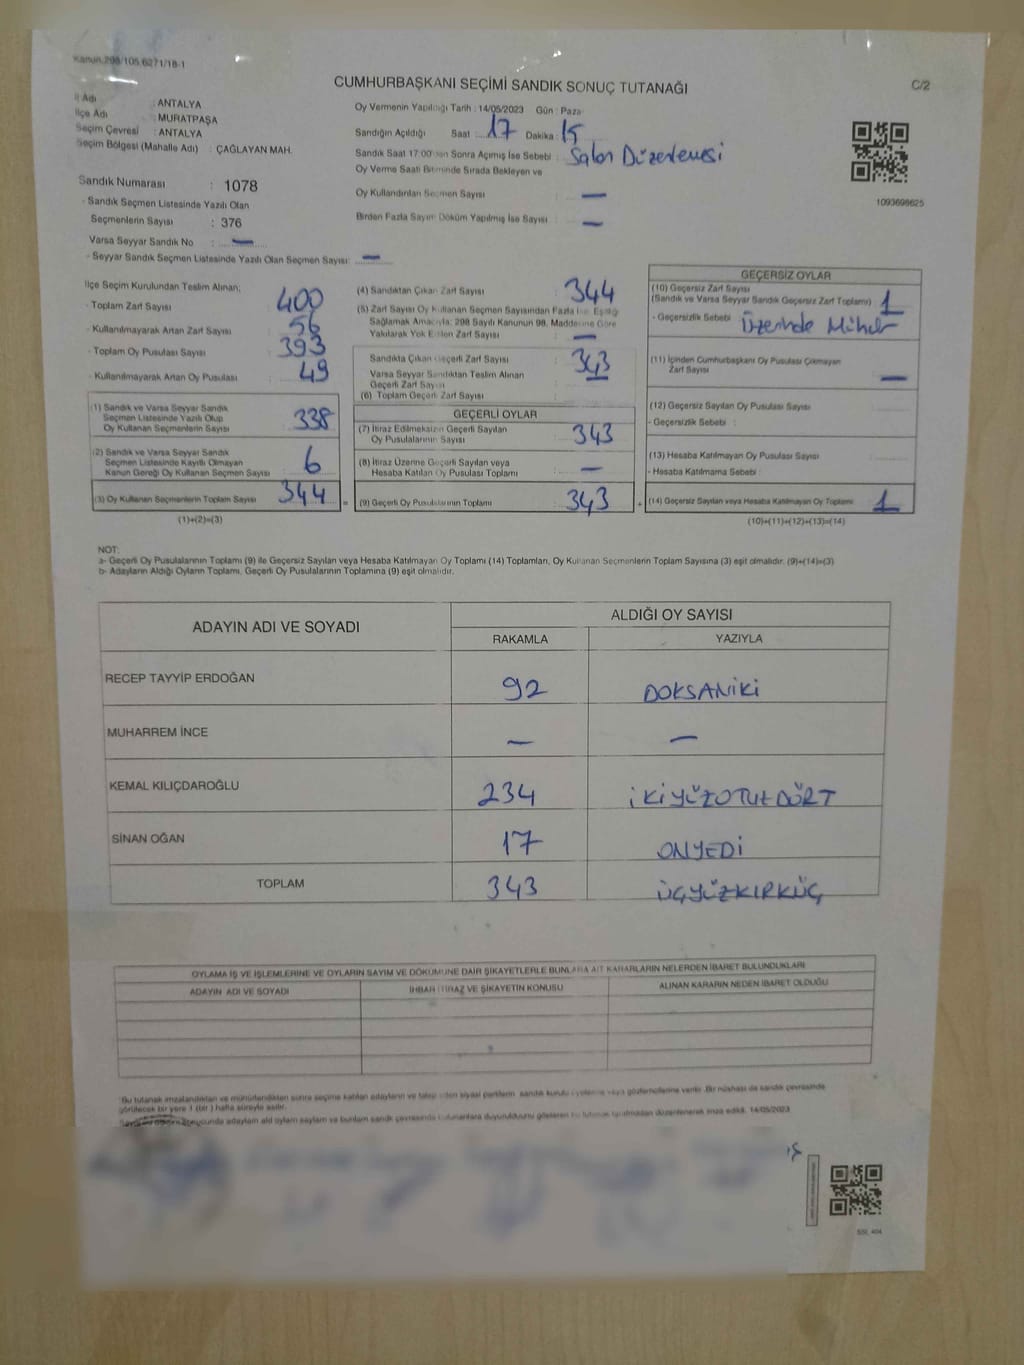 Kanun.298/105,6271/18-1
CUMHURBAŞKANI SEÇİMİ SANDIK SONUÇ TUTANAĞI
C/2
İl Adı : ANTALYA
İlçe Adı : MURATPAŞA
Seçim Çevresi : ANTALYA
Seçim Bölgesi (Mahalle Adı) : ÇAĞLAYAN MAH.
Sandık Numarası : 1078
- Sandık Seçmen Listesinde Yazılı Olan
Seçmenlerin Sayısı : 376
Varsa Seyyar Sandık No : —
- Seyyar Sandık Seçmen Listesinde Yazılı Olan Seçmen Sayısı: —
Oy Vermenin Yapıldığı Tarih : 14/05/2023 Gün : Pazar
Sandığın Açıldığı Saat : 17 Dakika : 15
Sandık Saat 17:00'den Sonra Açımış İse Sebebi : Salon Düzenlemesi
Oy Verme Saati Bitiminde Sırada Bekleyen ve
Oy Kullandırılan Seçmen Sayısı : —
Birden Fazla Sayım Döküm Yapılmış İse Sayısı : —
1093698625
İlçe Seçim Kurulundan Teslim Alınan;
- Toplam Zarf Sayısı : 400
- Kullanılmayarak Artan Zarf Sayısı : 56
- Toplam Oy Pusulası Sayısı : 393
- Kullanılmayarak Artan Oy Pusulası : 49
(1) Sandık ve Varsa Seyyar Sandık
Seçmen Listesinde Yazılı Olup
Oy Kullanan Seçmenlerin Sayısı : 338
(2) Sandık ve Varsa Seyyar Sandık
Seçmen Listesinde Kayıtlı Olmayan
Kanun Gereği Oy Kullanan Seçmen Sayısı : 6
(3) Oy Kullanan Seçmenlerin Toplam Sayısı : 344
(1)+(2)=(3)
(4) Sandıktan Çıkan Zarf Sayısı : 344
(5) Zarf Sayısı Oy Kullanan Seçmen Sayısından Fazla İse, Eşitliği
Sağlamak Amacıyla; 298 Sayılı Kanunun 98. Maddesine Göre
Yakılarak Yok Edilen Zarf Sayısı : —
Sandıkta Çıkan Geçerli Zarf Sayısı : 343
Varsa Seyyar Sandıktan Teslim Alınan
Geçerli Zarf Sayısı : —
(6) Toplam Geçerli Zarf Sayısı :
GEÇERLİ OYLAR
(7) İtiraz Edilmeksizin Geçerli Sayılan
Oy Pusulalarının Sayısı : 343
(8) İtiraz Üzerine Geçerli Sayılan veya
Hesaba Katılan Oy Pusulası Toplamı : —
= (9) Geçerli Oy Pusulalarının Toplamı : 343
GEÇERSİZ OYLAR
(10) Geçersiz Zarf Sayısı
(Sandık ve Varsa Seyyar Sandık Geçersiz Zarf Toplamı) : 1
- Geçersizlik Sebebi : Üzerinde Mühür
(11) İçinden Cumhurbaşkanı Oy Pusulası Çıkmayan
Zarf Sayısı : —
(12) Geçersiz Sayılan Oy Pusulası Sayısı :
- Geçersizlik Sebebi :
(13) Hesaba Katılmayan Oy Pusulası Sayısı :
- Hesaba Katılmama Sebebi :
+ (14) Geçersiz Sayılan veya Hesaba Katılmayan Oy Toplamı : 1
(10)+(11)+(12)+(13)=(14)
NOT:
a- Geçerli Oy Pusulalarının Toplamı (9) ile Geçersiz Sayılan veya Hesaba Katılmayan Oy Toplamı (14) Toplamları, Oy Kullanan Seçmenlerin Toplam Sayısına (3) eşit olmalıdır. (9)+(14)=(3)
b- Adayların Aldığı Oyların Toplamı, Geçerli Oy Pusulalarının Toplamına (9) eşit olmalıdır.
ADAYIN ADI VE SOYADI
ALDIĞI OY SAYISI
RAKAMLA YAZIYLA
RECEP TAYYİP ERDOĞAN 92 DOKSANİKİ
MUHARREM İNCE — —
KEMAL KILIÇDAROĞLU 234 İKİYÜZOTUZDÖRT
SİNAN OĞAN 17 ONYEDİ
TOPLAM 343 ÜÇYÜZKIRKÜÇ
OYLAMA İŞ VE İŞLEMLERİNE VE OYLARIN SAYIM VE DÖKÜMÜNE DAİR ŞİKAYETLERLE BUNLARA AİT KARARLARIN NELERDEN İBARET BULUNDUKLARI
ADAYIN ADI VE SOYADI İHBAR İTİRAZ VE ŞİKAYETİN KONUSU ALINAN KARARIN NEDEN İBARET OLDUĞU
Bu tutanak imzalandıktan ve mühürlendikten sonra seçime katılan adayların ve talep eden siyasi partilerin sandık kurulu üyelerine veya gözlemcilerine verilir. Bir nüshası da sandık çevresinde
görülecek bir yere 1 (bir) hafta süreyle asılır.
adayların aldı oyların sayıları ve bunların sandık çevresinde bulunanlara duyurulduğunu gösteren bu tutanak tarafımızdan düzenlenerek imza edildi. 14/05/2023